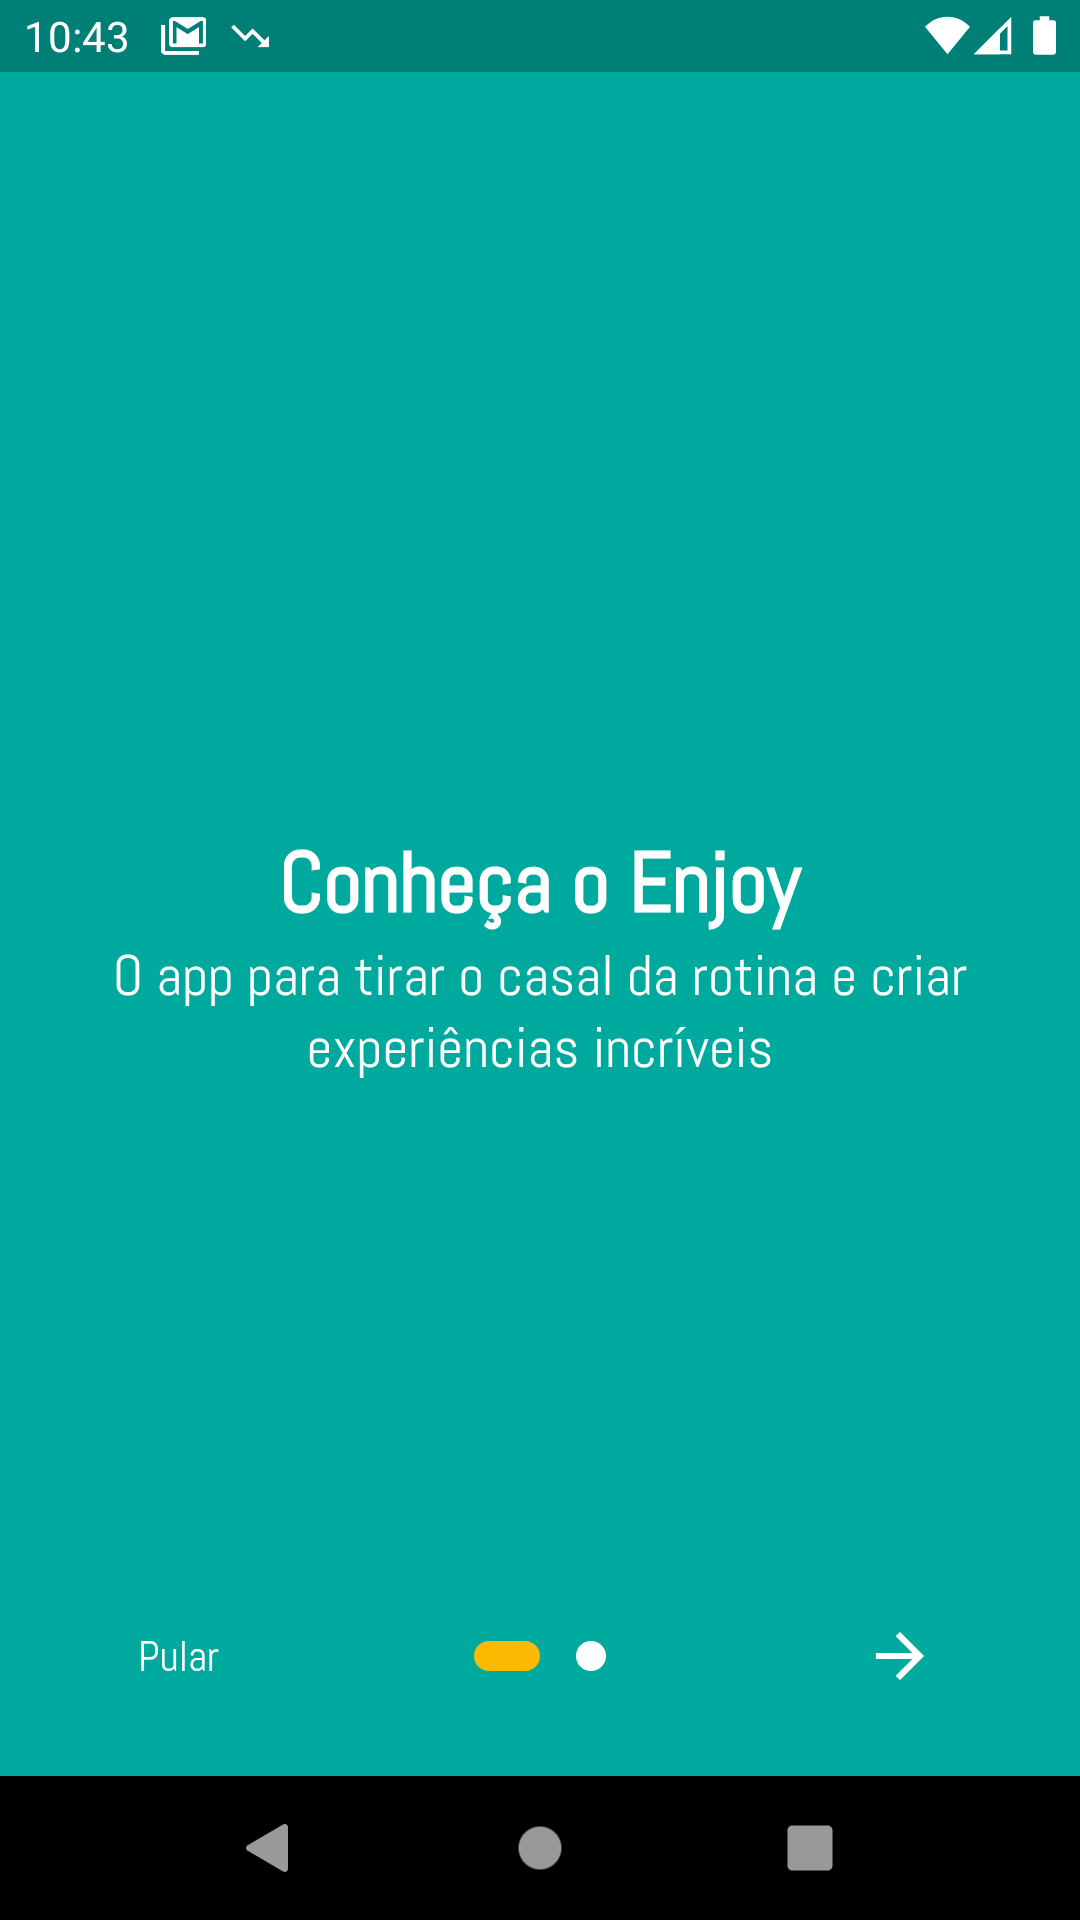 10:43
Conheça o Enjoy
O app para tirar o casal da rotina e criar
experiências incríveis
Pular